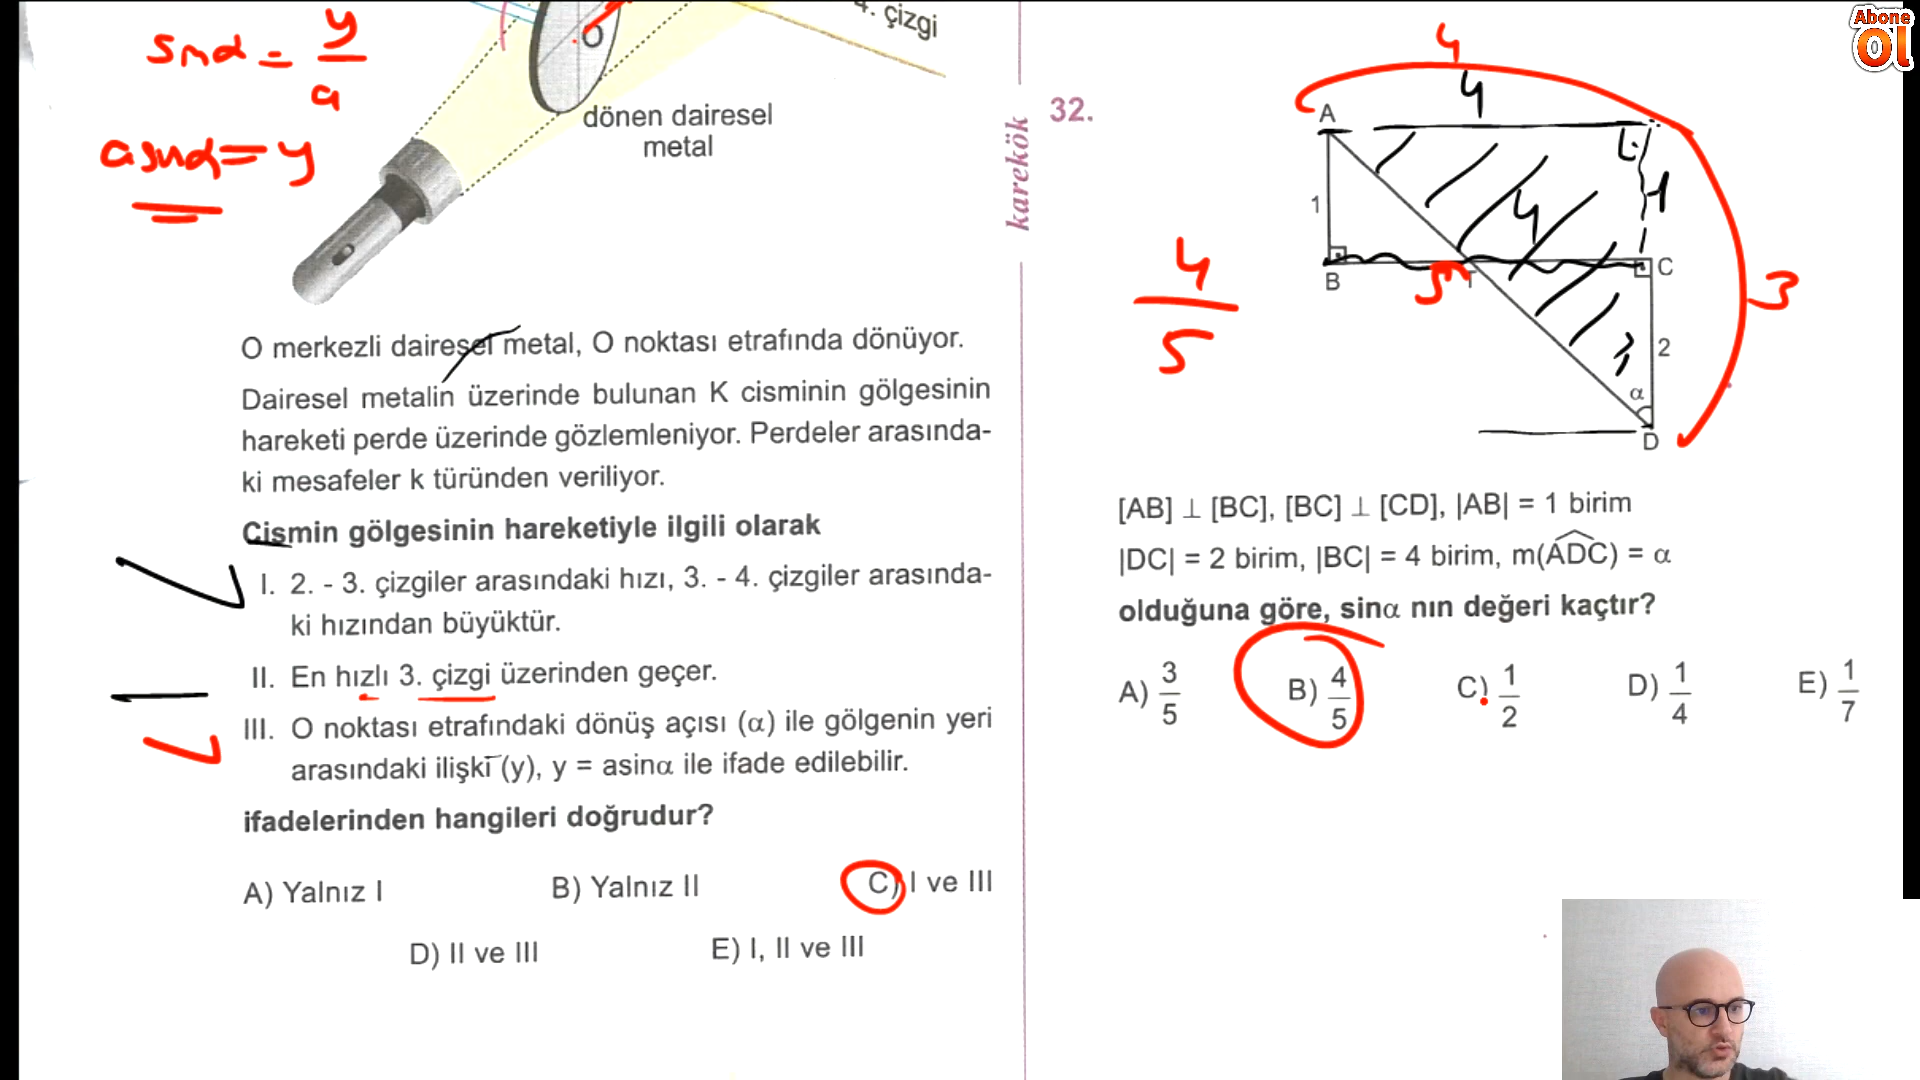 sinα = y/a
asinα = y
4. çizgi
O
dönen dairesel
metal
O merkezli dairesel metal, O noktası etrafında dönüyor.
Dairesel metalin üzerinde bulunan K cisminin gölgesinin
hareketi perde üzerinde gözlemleniyor. Perdeler arasında-
ki mesafeler k türünden veriliyor.
Cismin gölgesinin hareketiyle ilgili olarak
I. 2. - 3. çizgiler arasındaki hızı, 3. - 4. çizgiler arasında-
ki hızından büyüktür.
II. En hızlı 3. çizgi üzerinden geçer.
III. O noktası etrafındaki dönüş açısı (α) ile gölgenin yeri
arasındaki ilişki (y), y = asinα ile ifade edilebilir.
ifadelerinden hangileri doğrudur?
A) Yalnız I B) Yalnız II C) I ve III
D) II ve III E) I, II ve III
karekök
32.
4
4
A
1
1
4
B
5
T
C
3
2
α
D
4/5
[AB] ⊥ [BC], [BC] ⊥ [CD], |AB| = 1 birim
|DC| = 2 birim, |BC| = 4 birim, m(ADC) = α
olduğuna göre, sinα nın değeri kaçtır?
A) 3/5 B) 4/5 C) 1/2 D) 1/4 E) 1/7
Abone
Ol